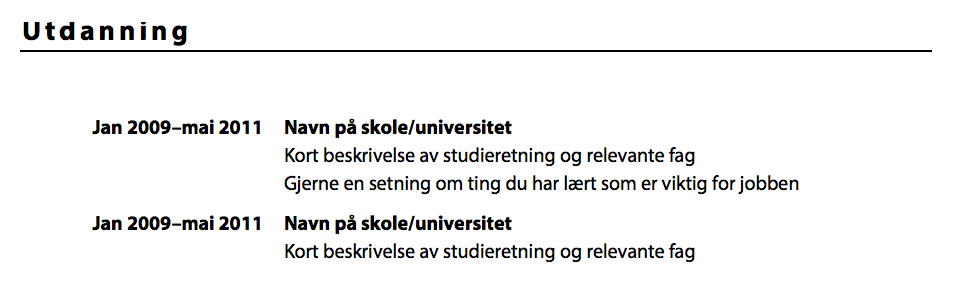 Utdanning
Jan 2009–mai 2011 Navn på skole/universitet
Kort beskrivelse av studieretning og relevante fag
Gjerne en setning om ting du har lært som er viktig for jobben
Jan 2009–mai 2011 Navn på skole/universitet
Kort beskrivelse av studieretning og relevante fag